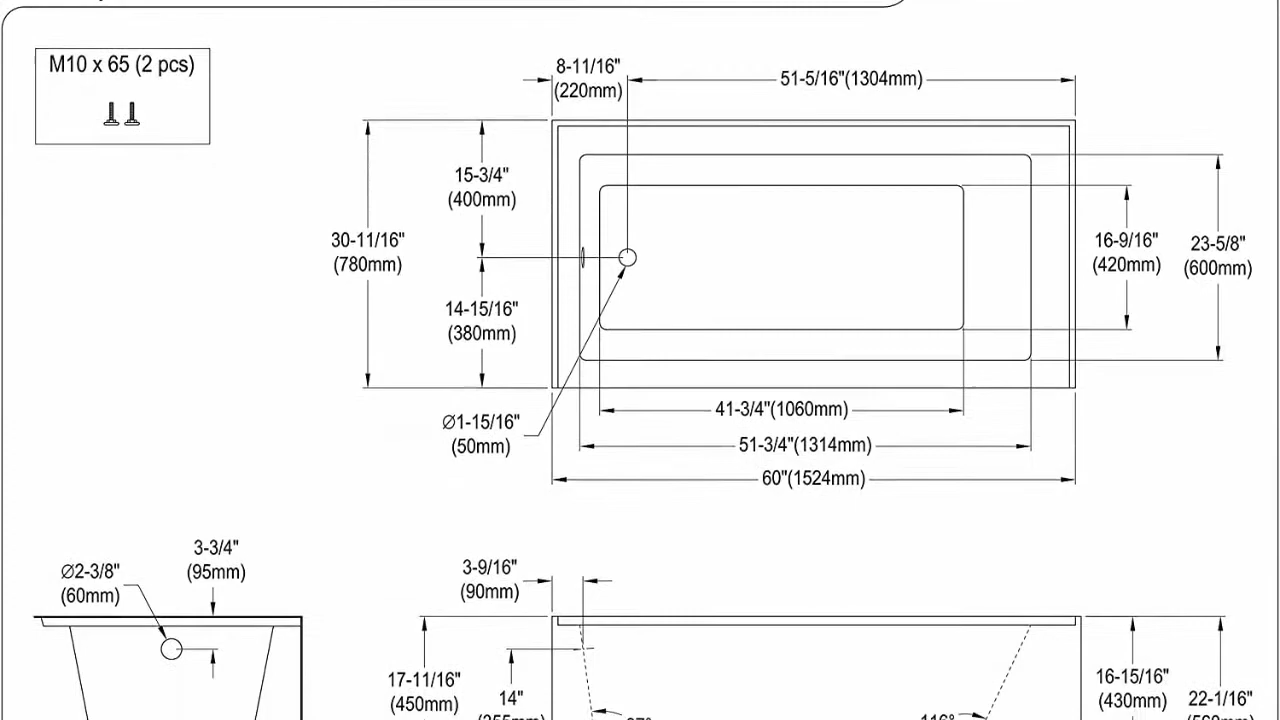 M10 x 65 (2 pcs)
8-11/16"
(220mm)
51-5/16"(1304mm)
15-3/4"
(400mm)
30-11/16"
(780mm)
14-15/16"
(380mm)
16-9/16"
(420mm)
23-5/8"
(600mm)
∅1-15/16"
(50mm)
41-3/4"(1060mm)
51-3/4"(1314mm)
60"(1524mm)
3-3/4"
(95mm)
∅2-3/8"
(60mm)
3-9/16"
(90mm)
17-11/16"
(450mm)
14"
16-15/16"
(430mm)
22-1/16"
116°